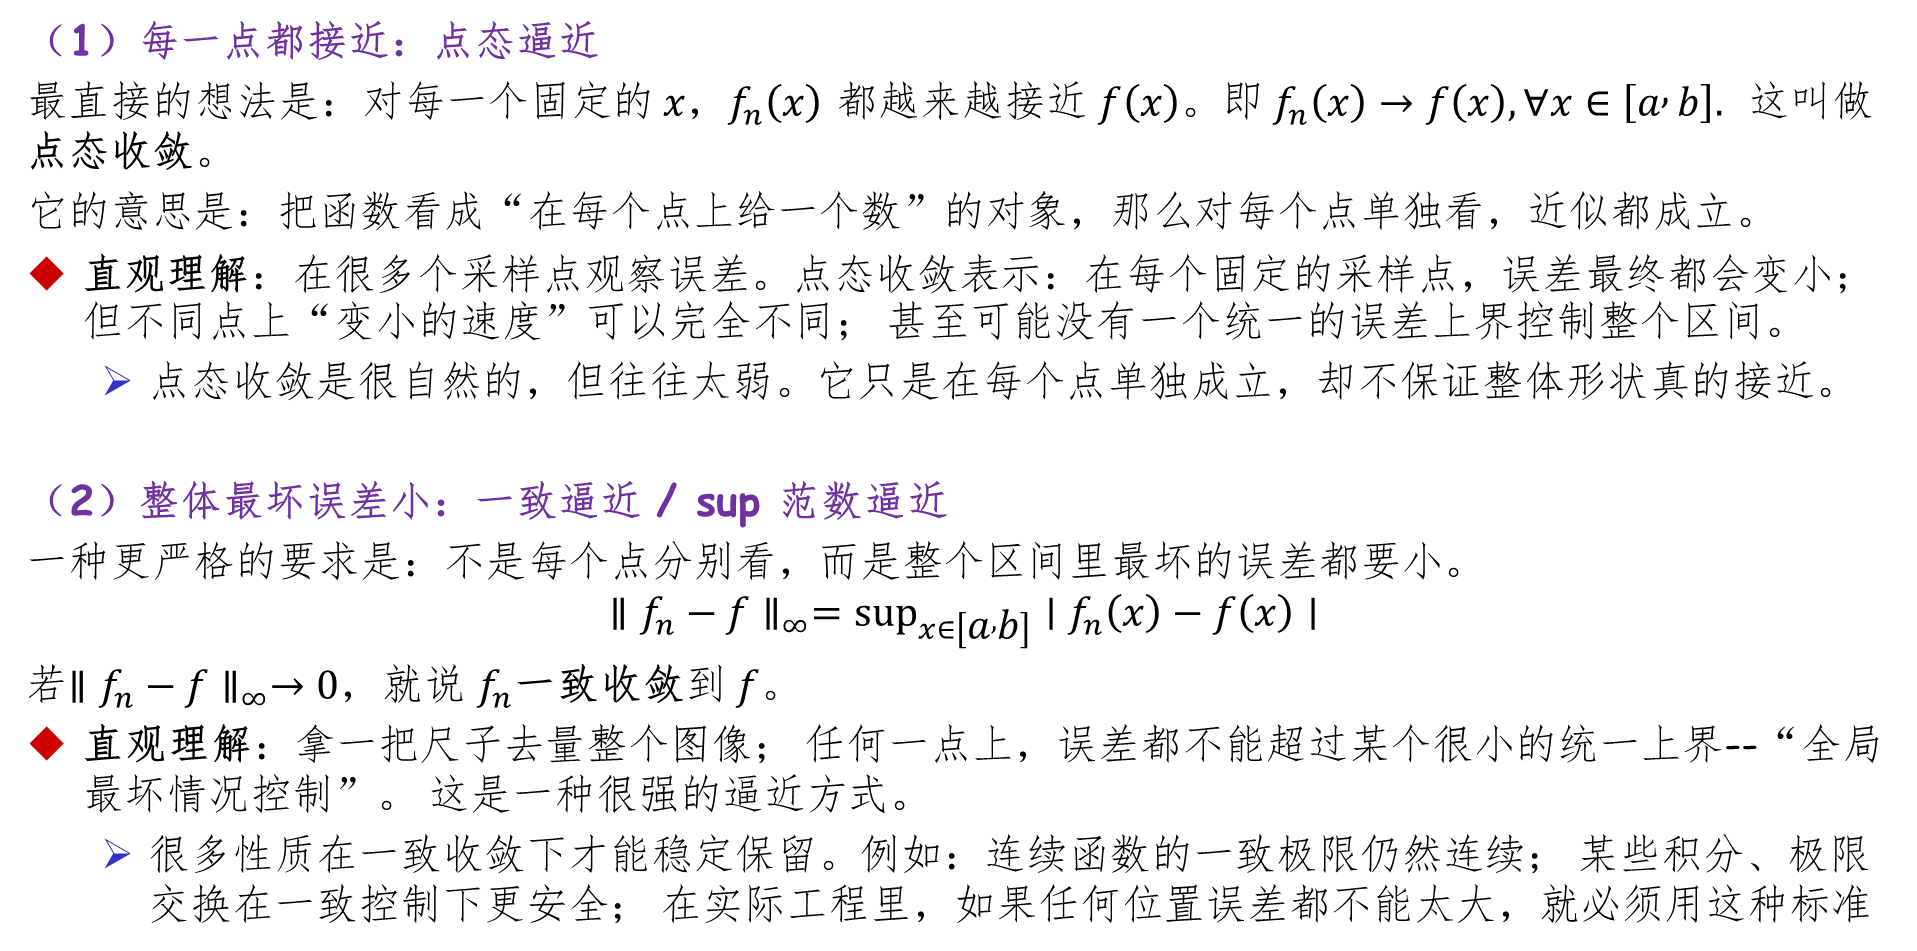 （1）每一点都接近：点态逼近
最直接的想法是：对每一个固定的 x，fₙ(x) 都越来越接近 f(x)。即 fₙ(x) → f(x), ∀x ∈ [a, b]. 这叫做
点态收敛。
它的意思是：把函数看成“在每个点上给一个数”的对象，那么对每个点单独看，近似都成立。
◆ 直观理解：在很多个采样点观察误差。点态收敛表示：在每个固定的采样点，误差最终都会变小；
但不同点上“变小的速度”可以完全不同； 甚至可能没有一个统一的误差上界控制整个区间。
➢ 点态收敛是很自然的，但往往太弱。它只是在每个点单独成立，却不保证整体形状真的接近。
（2）整体最坏误差小：一致逼近 / sup 范数逼近
一种更严格的要求是：不是每个点分别看，而是整个区间里最坏的误差都要小。
∥ fₙ − f ∥∞= sup x∈[a,b] ∣ fₙ(x) − f(x) ∣
若∥ fₙ − f ∥∞→ 0，就说 fₙ一致收敛到 f。
◆ 直观理解：拿一把尺子去量整个图像； 任何一点上，误差都不能超过某个很小的统一上界--“全局
最坏情况控制”。 这是一种很强的逼近方式。
➢ 很多性质在一致收敛下才能稳定保留。例如：连续函数的一致极限仍然连续； 某些积分、极限
交换在一致控制下更安全； 在实际工程里，如果任何位置误差都不能太大，就必须用这种标准